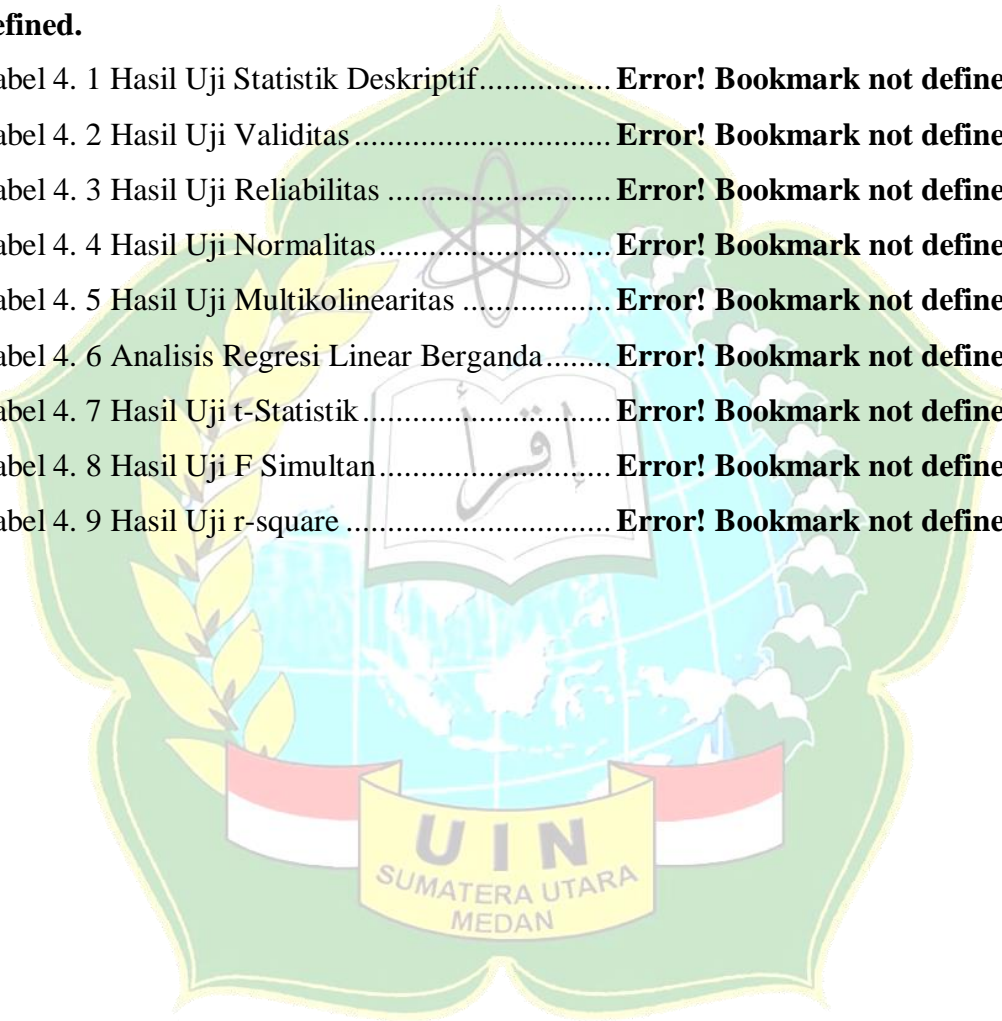 efined.
abel 4. 1 Hasil Uji Statistik Deskriptif............... Error! Bookmark not define
abel 4. 2 Hasil Uji Validitas............................. Error! Bookmark not define
abel 4. 3 Hasil Uji Reliabilitas ......................... Error! Bookmark not define
abel 4. 4 Hasil Uji Normalitas.......................... Error! Bookmark not define
abel 4. 5 Hasil Uji Multikolinearitas ................. Error! Bookmark not define
abel 4. 6 Analisis Regresi Linear Berganda........ Error! Bookmark not define
abel 4. 7 Hasil Uji t-Statistik............................ Error! Bookmark not define
abel 4. 8 Hasil Uji F Simultan.......................... Error! Bookmark not define
abel 4. 9 Hasil Uji r-square .............................. Error! Bookmark not define
إقرأ
UIN
SUMATERA UTARA
MEDAN